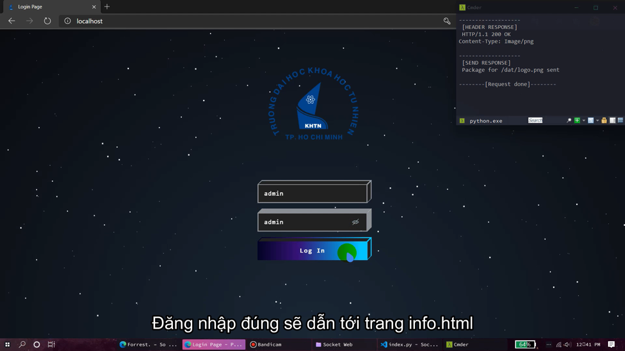 Login Page
localhost
Cmder
--------------------
[HEADER RESPONSE]
HTTP/1.1 200 OK
Content-Type: Image/png
--------------------
[SEND RESPONSE]
Package for /dat/logo.png sent
--------[Request done]--------
python.exe
Search
TRƯỜNG ĐẠI HỌC KHOA HỌC TỰ NHIÊN
KHTN
TP. HỒ CHÍ MINH
admin
admin
Log In
Đăng nhập đúng sẽ dẫn tới trang info.html
Forrest. - So ...
Login Page - P...
Bandicam
Socket Web
index.py - Soc...
Cmder
64%
12:41 PM